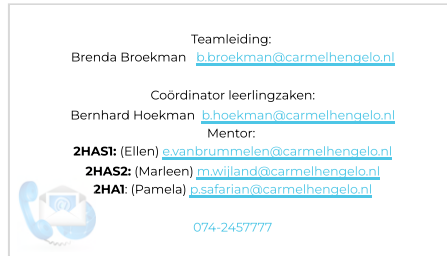 Teamleiding:
Brenda Broekman b.broekman@carmelhengelo.nl
Coördinator leerlingzaken:
Bernhard Hoekman b.hoekman@carmelhengelo.nl
Mentor:
2HAS1: (Ellen) e.vanbrummelen@carmelhengelo.nl
2HAS2: (Marleen) m.wijland@carmelhengelo.nl
2HA1: (Pamela) p.safarian@carmelhengelo.nl
074-2457777